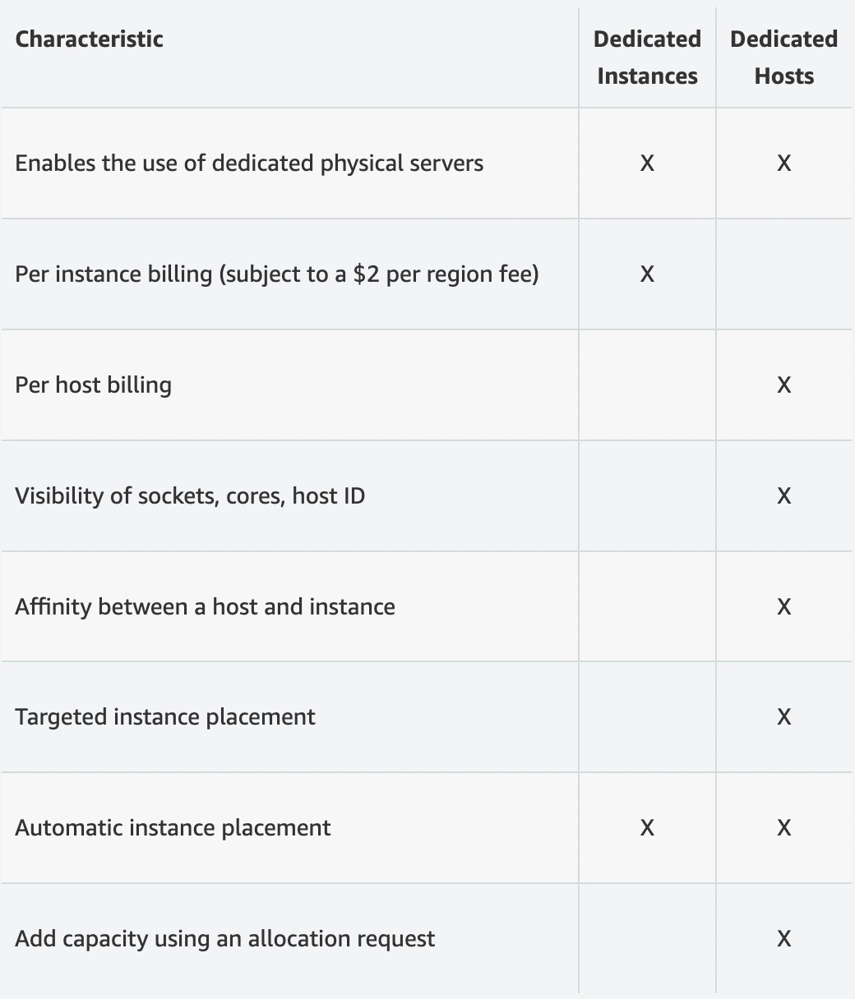 Characteristic Dedicated Dedicated
Instances Hosts
Enables the use of dedicated physical servers X X
Per instance billing (subject to a $2 per region fee) X
Per host billing X
Visibility of sockets, cores, host ID X
Affinity between a host and instance X
Targeted instance placement X
Automatic instance placement X X
Add capacity using an allocation request X